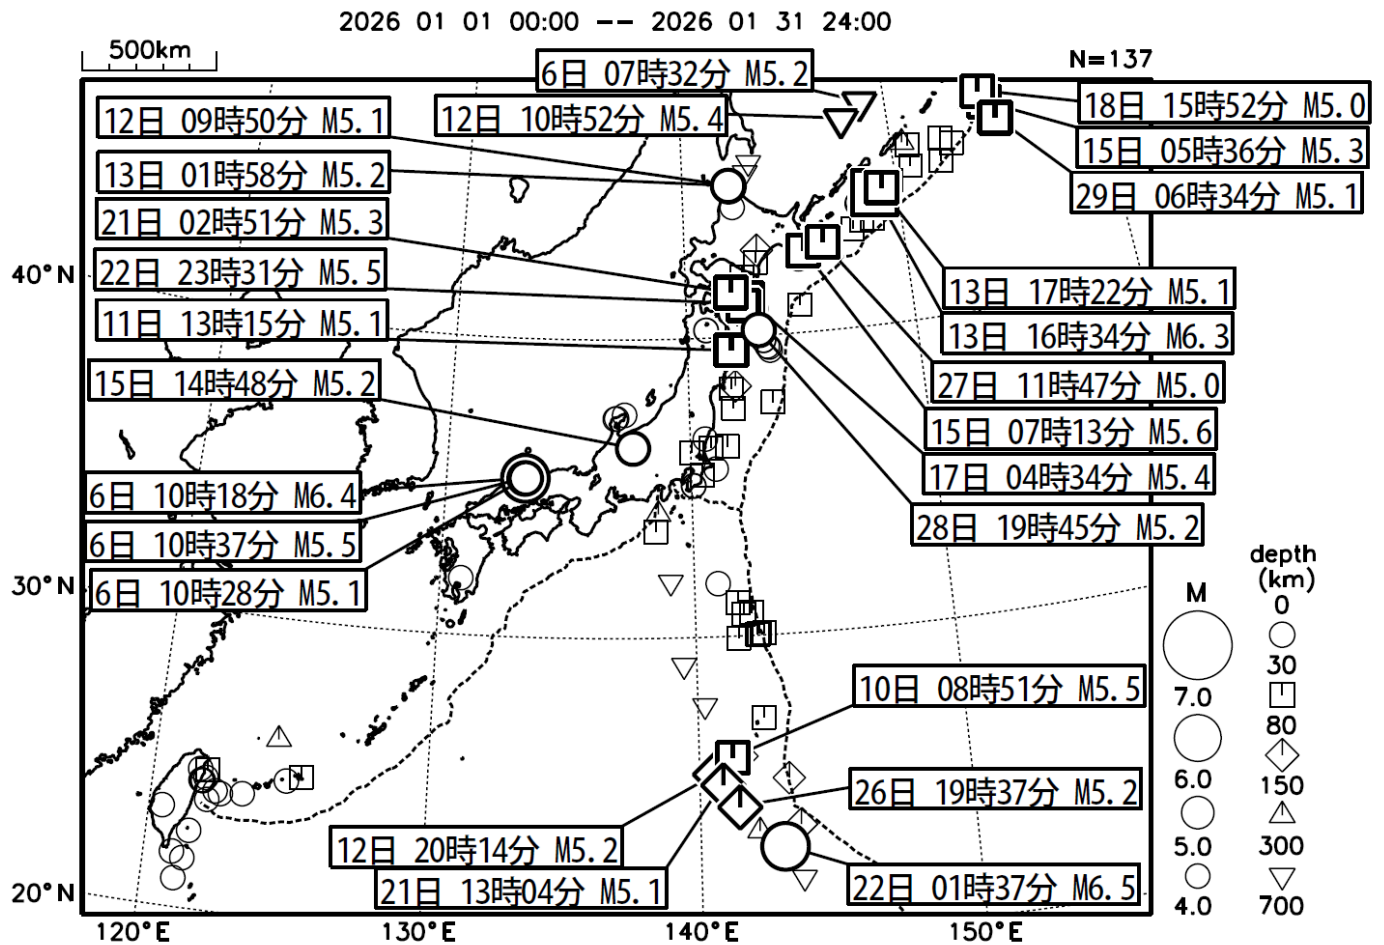 2026 01 01 00:00 -- 2026 01 31 24:00
500km
N=137
6日 07時32分 M5.2
12日 10時52分 M5.4
12日 09時50分 M5.1
13日 01時58分 M5.2
21日 02時51分 M5.3
22日 23時31分 M5.5
11日 13時15分 M5.1
15日 14時48分 M5.2
6日 10時18分 M6.4
6日 10時37分 M5.5
6日 10時28分 M5.1
18日 15時52分 M5.0
15日 05時36分 M5.3
29日 06時34分 M5.1
13日 17時22分 M5.1
13日 16時34分 M6.3
27日 11時47分 M5.0
15日 07時13分 M5.6
17日 04時34分 M5.4
28日 19時45分 M5.2
10日 08時51分 M5.5
26日 19時37分 M5.2
12日 20時14分 M5.2
21日 13時04分 M5.1
22日 01時37分 M6.5
40°N
30°N
20°N
120°E
130°E
140°E
150°E
M
7.0
6.0
5.0
4.0
depth
(km)
0
30
80
150
300
700